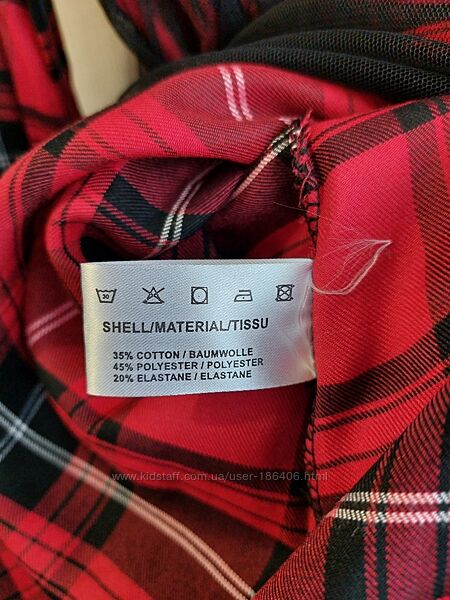 30
SHELL/MATERIAL/TISSU
35% COTTON / BAUMWOLLE
45% POLYESTER / POLYESTER
20% ELASTANE / ELASTANE
www.kidstaff.com.ua/user-186406.html